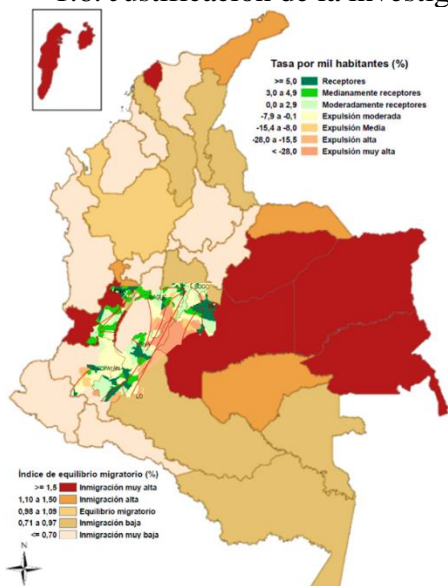 Tasa por mil habitantes (%)
>= 5,0 Receptores
3,0 a 4,9 Medianamente receptores
0,0 a 2,9 Moderadamente receptores
-7,9 a -0,1 Expulsión moderada
-15,4 a -8,0 Expulsión Media
-28,0 a -15,5 Expulsión alta
< -28,0 Expulsión muy alta
Índice de equilibrio migratorio (%)
>= 1,5 Inmigración muy alta
1,10 a 1,50 Inmigración alta
0,98 a 1,09 Equilibrio migratorio
0,71 a 0,97 Inmigración baja
<= 0,70 Inmigración muy baja
N